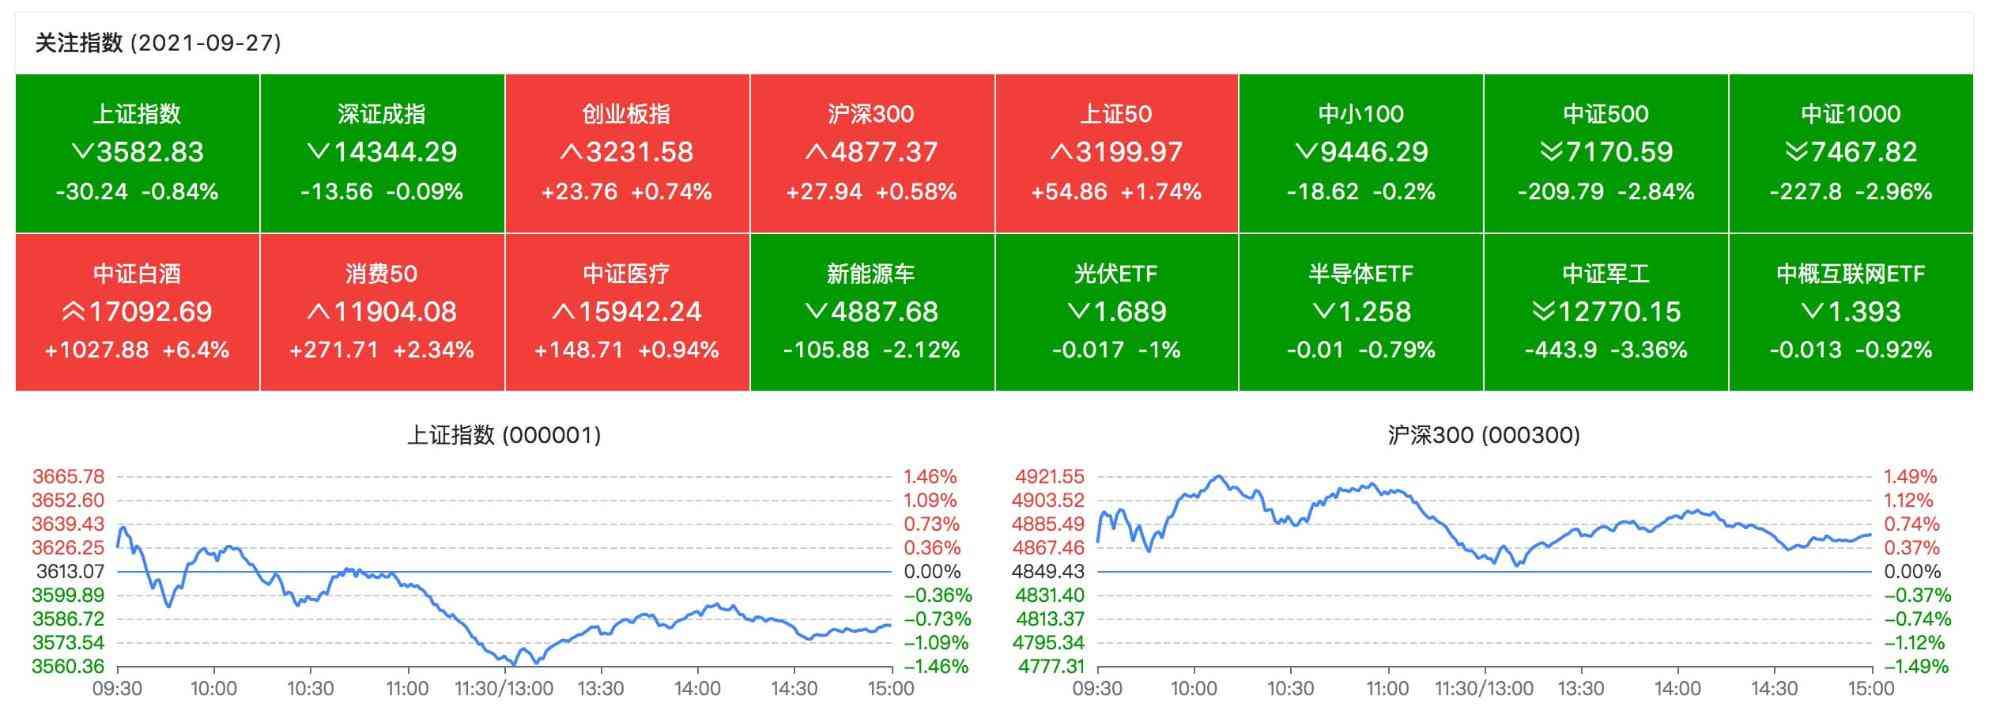 关注指数 (2021-09-27)
上证指数
3582.83
-30.24 -0.84%
深证成指
14344.29
-13.56 -0.09%
创业板指
3231.58
+23.76 +0.74%
沪深300
4877.37
+27.94 +0.58%
上证50
3199.97
+54.86 +1.74%
中小100
9446.29
-18.62 -0.2%
中证500
7170.59
-209.79 -2.84%
中证1000
7467.82
-227.8 -2.96%
中证白酒
17092.69
+1027.88 +6.4%
消费50
11904.08
+271.71 +2.34%
中证医疗
15942.24
+148.71 +0.94%
新能源车
4887.68
-105.88 -2.12%
光伏ETF
1.689
-0.017 -1%
半导体ETF
1.258
-0.01 -0.79%
中证军工
12770.15
-443.9 -3.36%
中概互联网ETF
1.393
-0.013 -0.92%
上证指数 (000001)
3665.78 1.46%
3652.60 1.09%
3639.43 0.73%
3626.25 0.36%
3613.07 0.00%
3599.89 -0.36%
3586.72 -0.73%
3573.54 -1.09%
3560.36 -1.46%
09:30 10:00 10:30 11:00 11:30/13:00 13:30 14:00 14:30 15:00
沪深300 (000300)
4921.55 1.49%
4903.52 1.12%
4885.49 0.74%
4867.46 0.37%
4849.43 0.00%
4831.40 -0.37%
4813.37 -0.74%
4795.34 -1.12%
4777.31 -1.49%
09:30 10:00 10:30 11:00 11:30/13:00 13:30 14:00 14:30 15:00